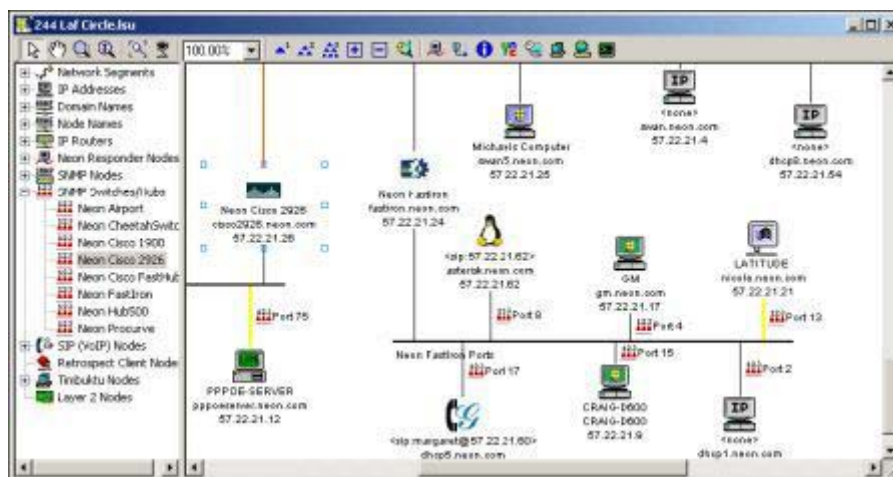 244 Laf Circle.lsu
100.00%
Network Segments
IP Addresses
Domain Names
Node Names
IP Routers
Neon Responder Nodes
SNMP Nodes
SNMP Switches/Hubs
Neon Airport
Neon CheetahSwitc
Neon Cisco 1900
Neon Cisco 2926
Neon Cisco FastHub
Neon FastIron
Neon Hub500
Neon Procurve
SIP (VoIP) Nodes
Retrospect Client Nodes
Timbuktu Nodes
Layer 2 Nodes
Neon Cisco 2926
cisco2926.neon.com
57.22.21.26
Port 75
PPPOE-SERVER
pppoeserver.neon.com
57.22.21.12
Neon FastIron
fastiron.neon.com
57.22.21.24
Michaels Computer
awan3.neon.com
57.22.21.25
IP
<none>
awan.neon.com
57.22.21.4
IP
<none>
dhcp8.neon.com
57.22.21.54
<sip:57.22.21.62>
asterisk.neon.com
57.22.21.62
Port 8
GM
gm.neon.com
57.22.21.17
Port 4
LATITUDE
nicola.neon.com
57.22.21.21
Port 13
Neon FastIron Ports
Port 17
<sip:margaret@57.22.21.60>
dhcp5.neon.com
Port 15
CRAIG-D600
CRAIG-D600
57.22.21.9
Port 2
IP
<none>
dhcp1.neon.com